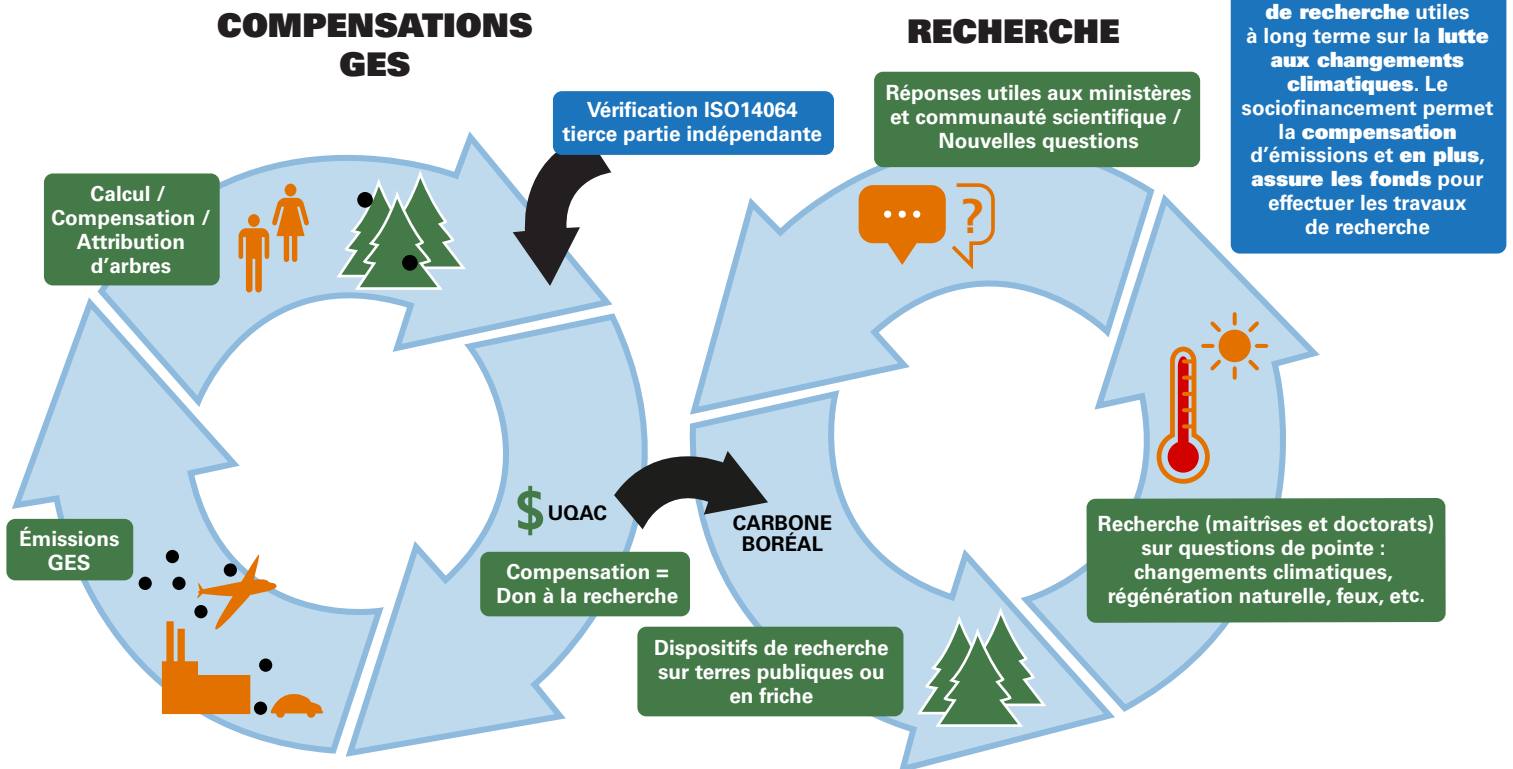 COMPENSATIONS
GES
Vérification ISO14064
tierce partie indépendante
Calcul /
Compensation /
Attribution
d'arbres
Émissions
GES
$ UQAC
Compensation =
Don à la recherche
RECHERCHE
Réponses utiles aux ministères
et communauté scientifique /
Nouvelles questions
...
?
CARBONE
BORÉAL
Dispositifs de recherche
sur terres publiques ou
en friche
Recherche (maitrîses et doctorats)
sur questions de pointe :
changements climatiques,
régénération naturelle, feux, etc.
de recherche utiles
à long terme sur la lutte
aux changements
climatiques. Le
sociofinancement permet
la compensation
d'émissions et en plus,
assure les fonds pour
effectuer les travaux
de recherche